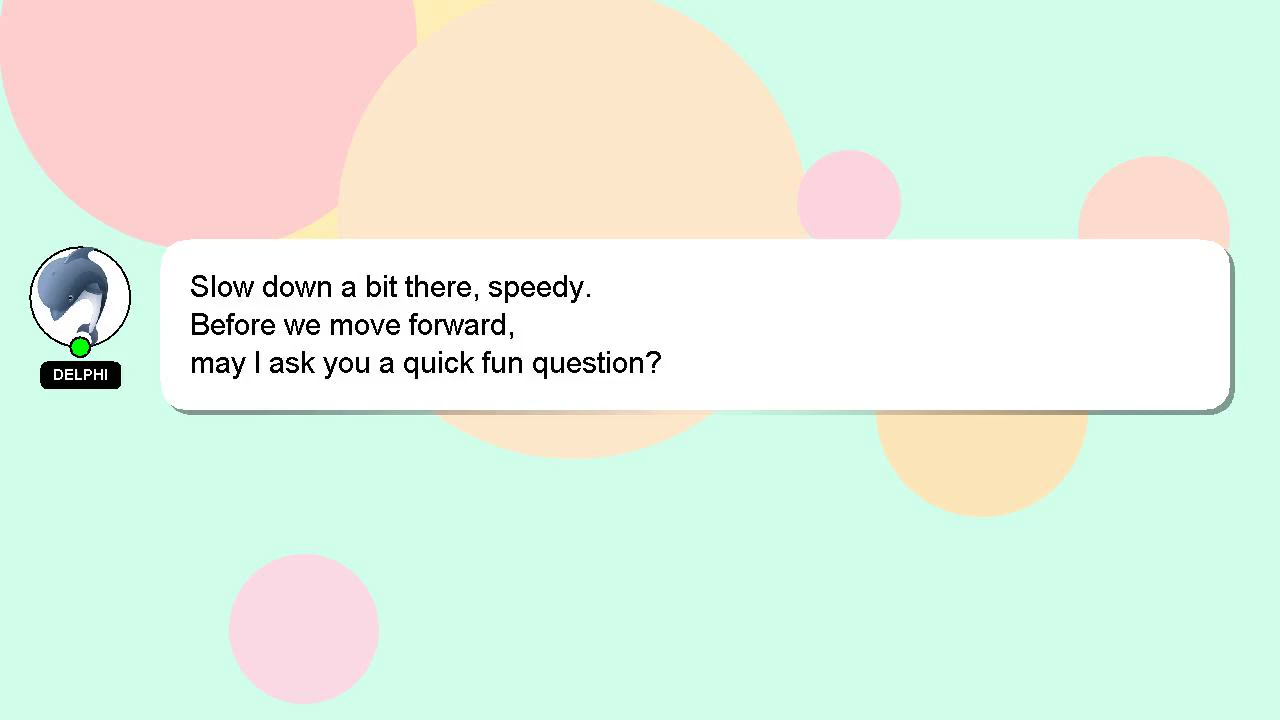 Slow down a bit there, speedy.
Before we move forward,
may I ask you a quick fun question?
DELPHI